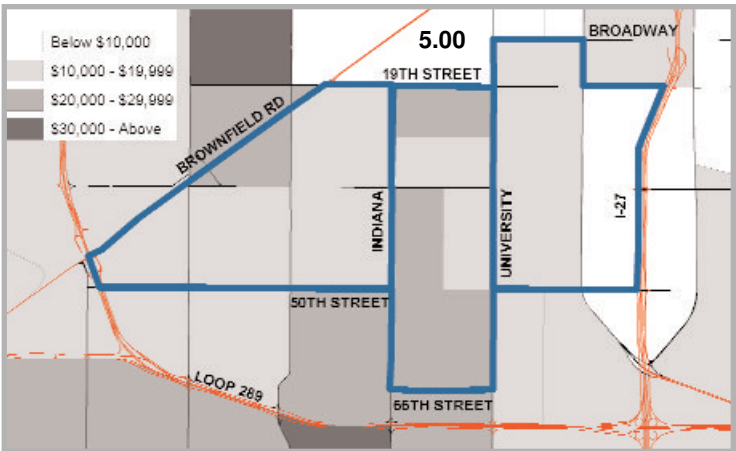 5.00
BROADWAY
Below $10,000
$10,000 - $19,999
$20,000 - $29,999
$30,000 - Above
19TH STREET
BROWNFIELD RD
INDIANA
UNIVERSITY
I-27
50TH STREET
LOOP 289
66TH STREET